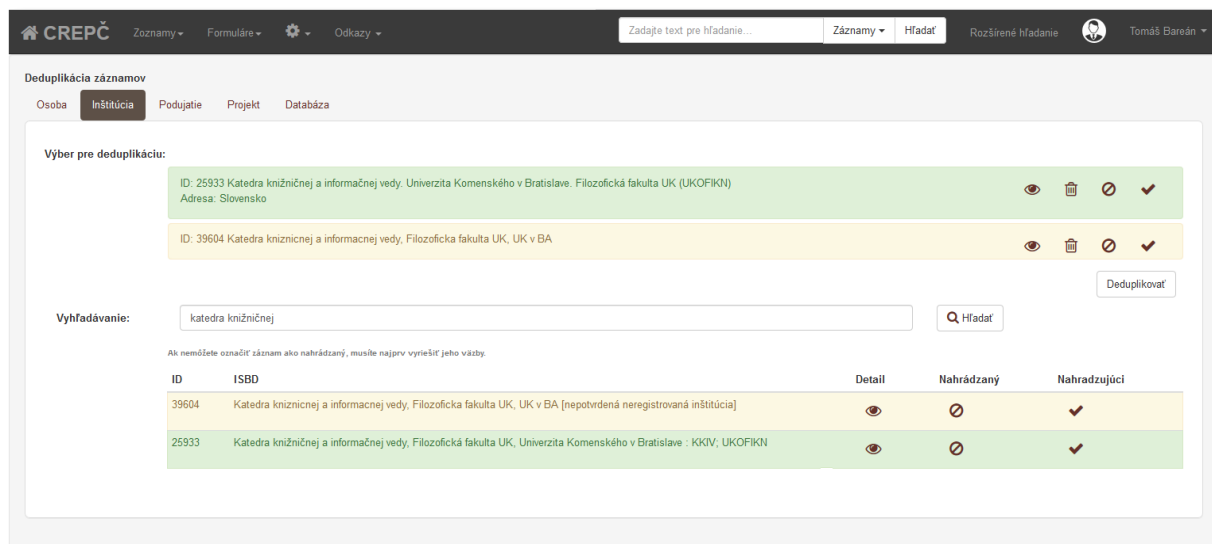 CREPČ Zoznamy Formuláre Odkazy Zadajte text pre hľadanie... Záznamy Hľadať Rozšírené hľadanie Tomáš Bareán
Deduplikácia záznamov
Osoba Inštitúcia Podujatie Projekt Databáza
Výber pre deduplikáciu:
ID: 25933 Katedra knižničnej a informačnej vedy. Univerzita Komenského v Bratislave. Filozofická fakulta UK (UKOFIKN)
Adresa: Slovensko
ID: 39604 Katedra kniznicnej a informacnej vedy, Filozoficka fakulta UK, UK v BA
Deduplikovať
Vyhľadávanie: katedra knižničnej Hľadať
Ak nemôžete označiť záznam ako nahrádzaný, musíte najprv vyriešiť jeho väzby.
ID ISBD Detail Nahrádzaný Nahradzujúci
39604 Katedra kniznicnej a informacnej vedy, Filozoficka fakulta UK, UK v BA [nepotvrdená neregistrovaná inštitúcia]
25933 Katedra knižničnej a informačnej vedy, Filozofická fakulta UK, Univerzita Komenského v Bratislave : KKIV; UKOFIKN